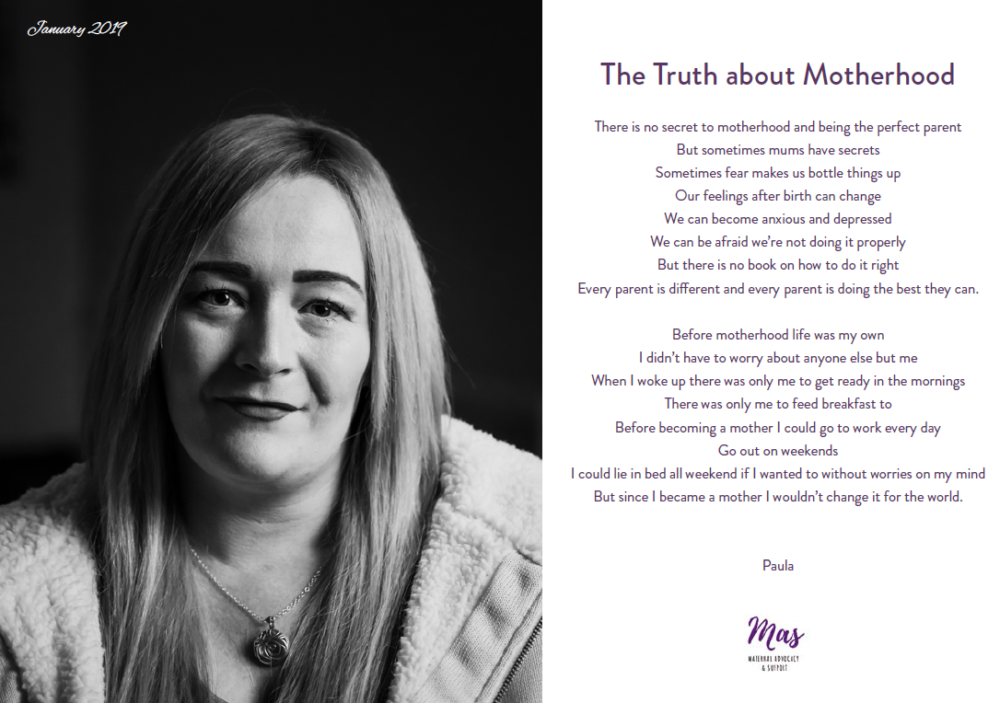 January 2019
The Truth about Motherhood
There is no secret to motherhood and being the perfect parent
But sometimes mums have secrets
Sometimes fear makes us bottle things up
Our feelings after birth can change
We can become anxious and depressed
We can be afraid we're not doing it properly
But there is no book on how to do it right
Every parent is different and every parent is doing the best they can.
Before motherhood life was my own
I didn't have to worry about anyone else but me
When I woke up there was only me to get ready in the mornings
There was only me to feed breakfast to
Before becoming a mother I could go to work every day
Go out on weekends
I could lie in bed all weekend if I wanted to without worries on my mind
But since I became a mother I wouldn't change it for the world.
Paula
Mas
MATERNAL ADVOCACY
& SUPPORT